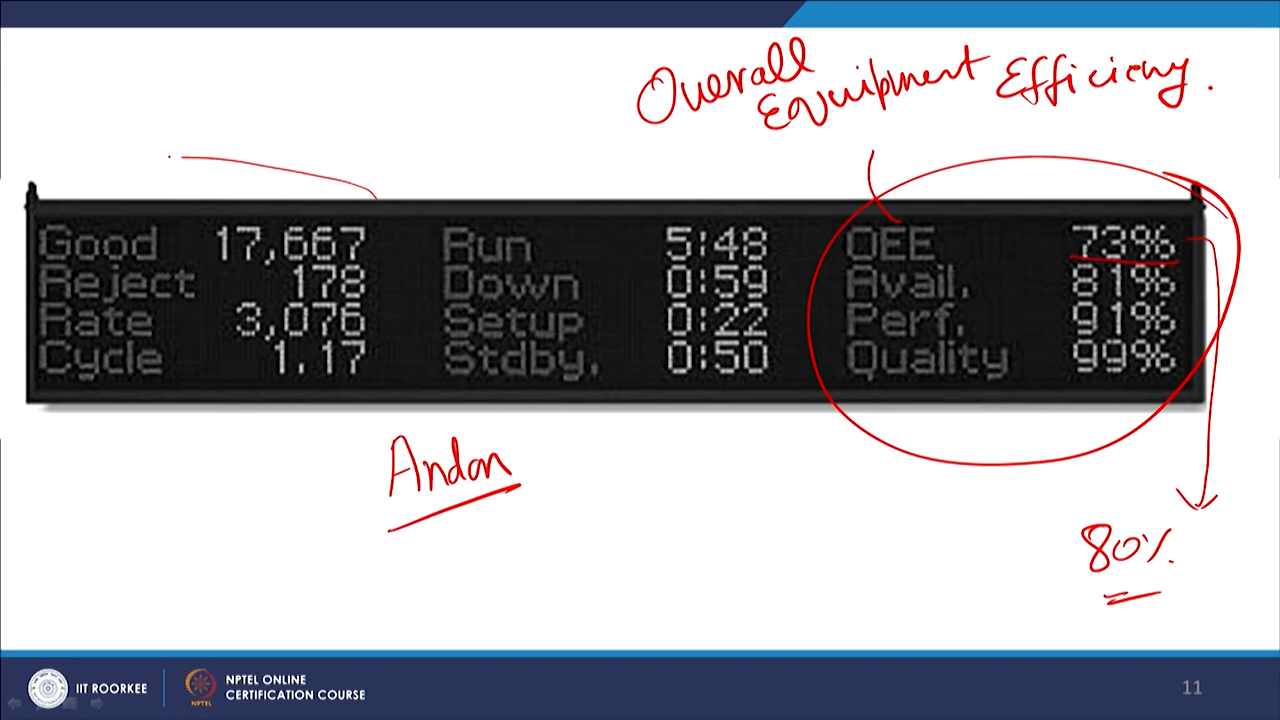 Overall
Equipment Efficiency.
Good 17,667 Run 5:48 OEE 73%
Reject 178 Down 0:59 Avail. 81%
Rate 3,076 Setup 0:22 Perf. 91%
Cycle 1.17 Stdby. 0:50 Quality 99%
Andon
80%
IIT ROORKEE
NPTEL
NPTEL ONLINE
CERTIFICATION COURSE
11